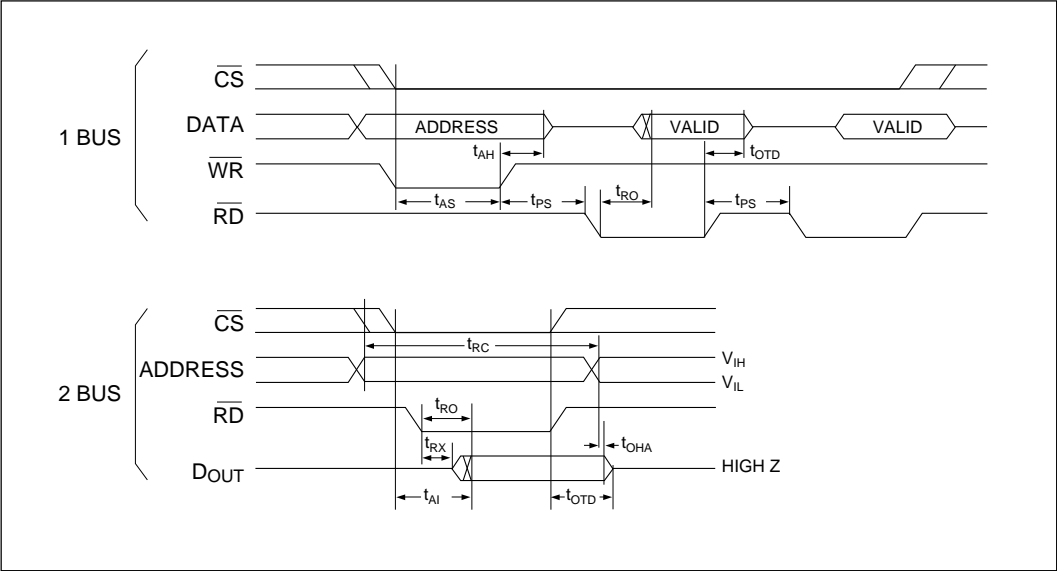 1 BUS
CS
DATA
ADDRESS
VALID
VALID
tAH
tOTD
WR
tAS
tPS
tRO
tPS
RD
2 BUS
CS
tRC
ADDRESS
VIH
VIL
RD
tRO
tRX
tOHA
DOUT
HIGH Z
tAI
tOTD